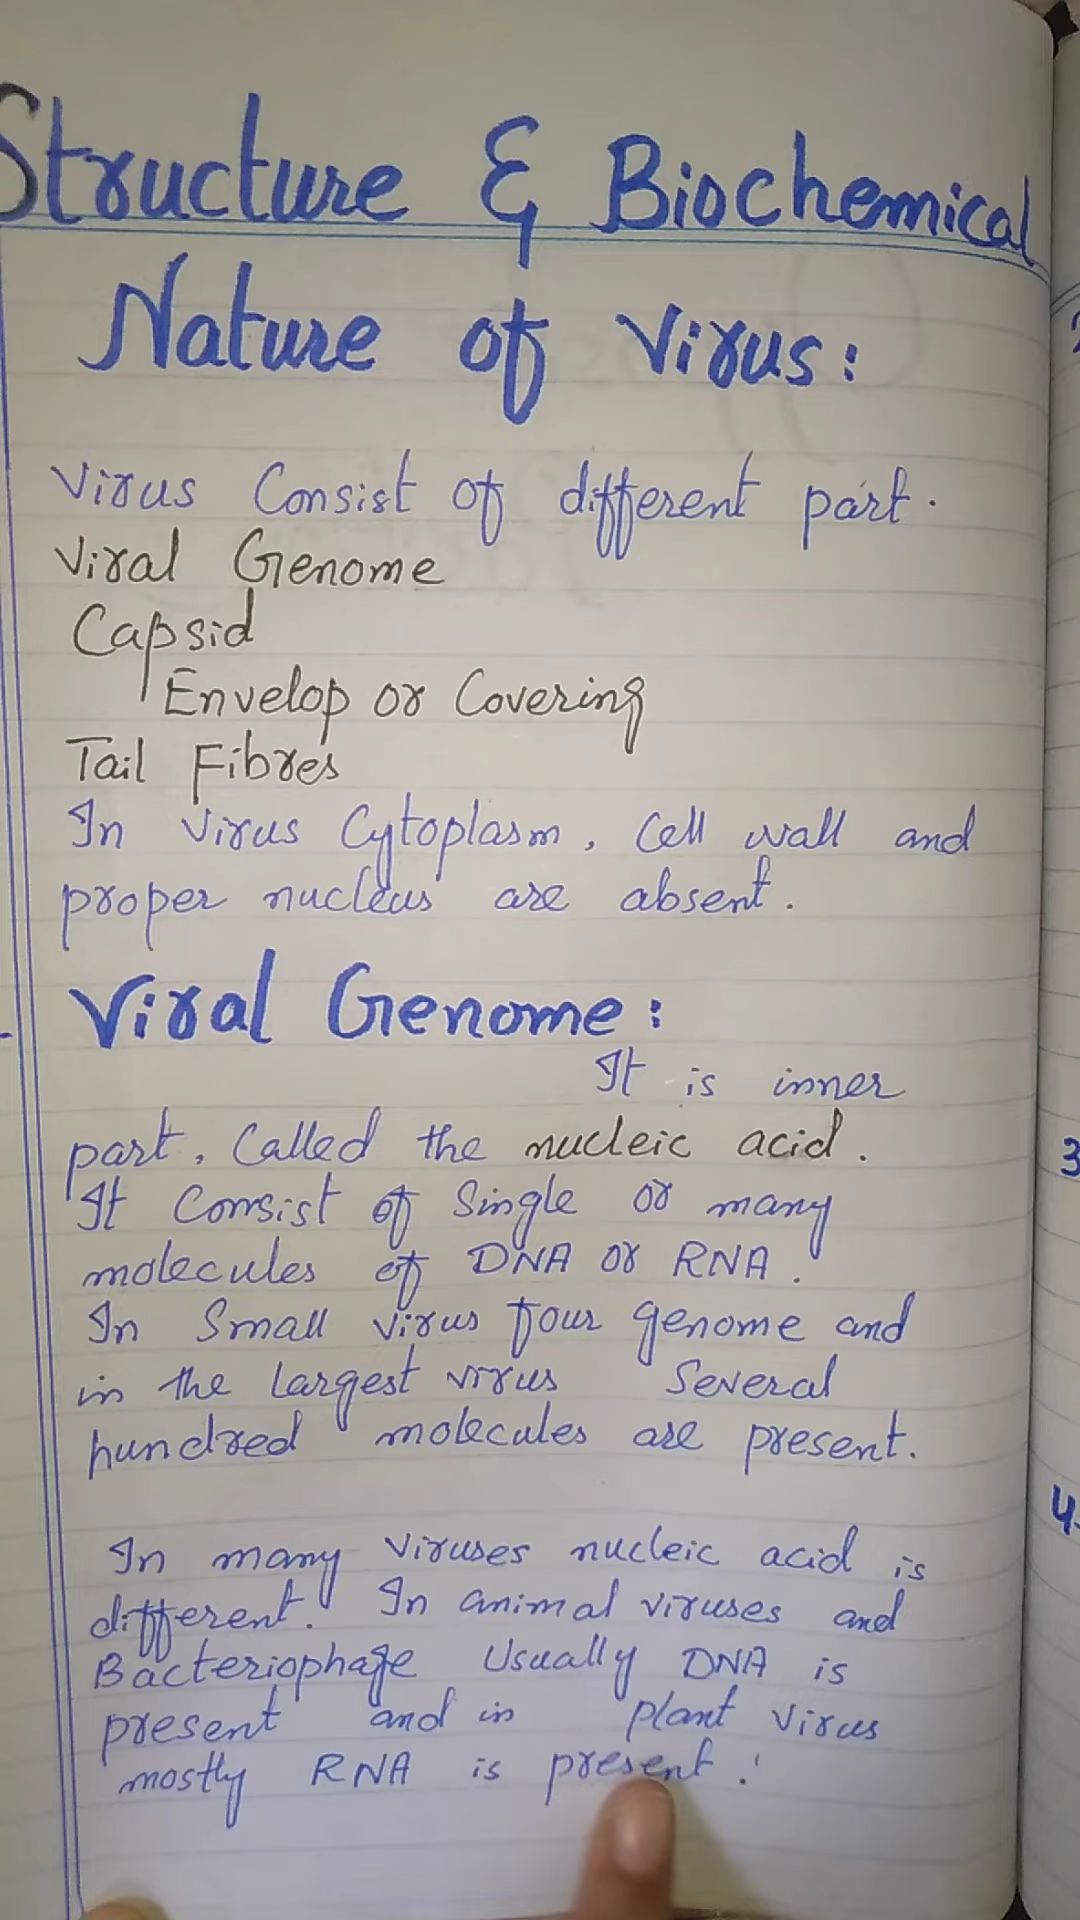 Structure & Biochemical
Nature of Virus:
Virus Consist of different part.
Viral Genome
Capsid
Envelop or Covering
Tail Fibres
In Virus Cytoplasm, Cell wall and
proper nucleus are absent.
Viral Genome:
It is inner
part, Called the nucleic acid.
It Consist of Single or many
molecules of DNA or RNA.
In Small virus four genome and
in the largest virus Several
hundred molecules are present.
In many Viruses nucleic acid is
different. In animal viruses and
Bacteriophage Usually DNA is
present and in plant virus
mostly RNA is present.
3
4-